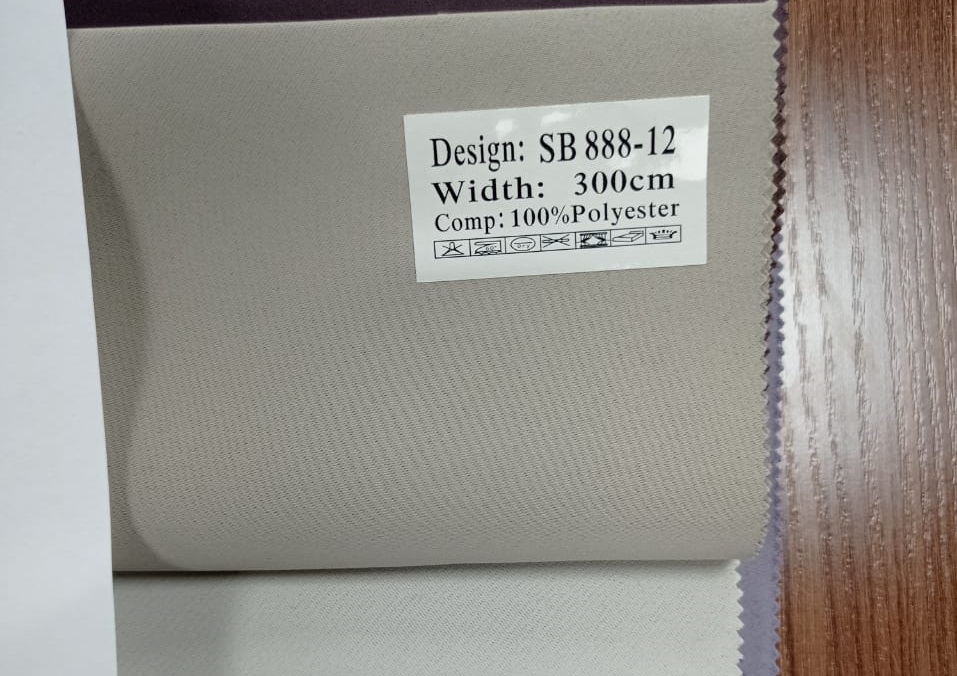 Design: SB 888-12
Width: 300cm
Comp: 100%Polyester